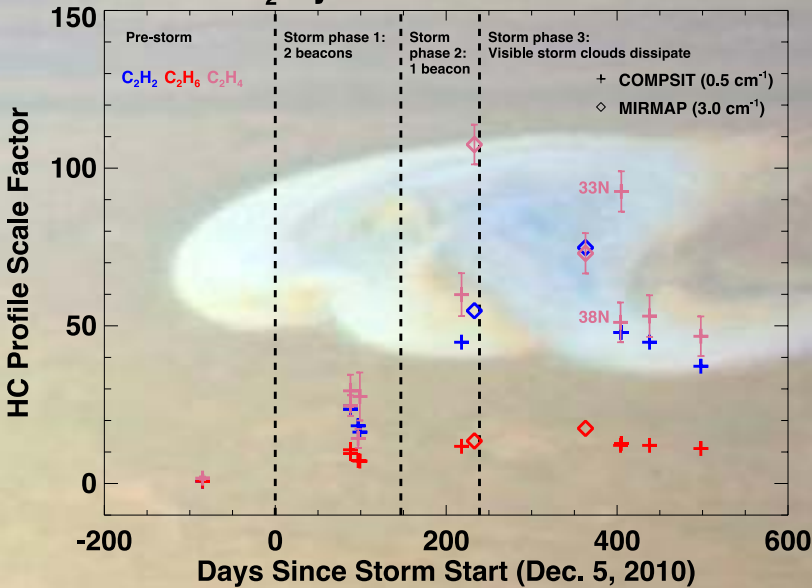 150
Pre-storm
Storm phase 1:
2 beacons
Storm
phase 2:
1 beacon
Storm phase 3:
Visible storm clouds dissipate
C₂H₂ C₂H₆ C₂H₄
COMPSIT (0.5 cm⁻¹)
MIRMAP (3.0 cm⁻¹)
100
33N
50
38N
0
HC Profile Scale Factor
-200 0 200 400 600
Days Since Storm Start (Dec. 5, 2010)